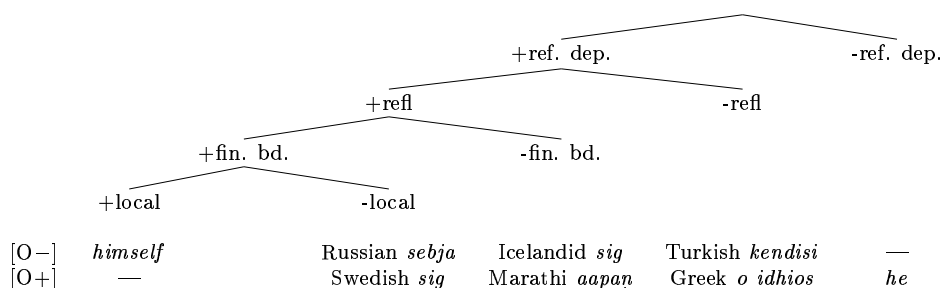 +ref. dep. -ref. dep.
+refl -refl
+fin. bd. -fin. bd.
+local -local
[O−] himself Russian sebja Icelandid sig Turkish kendisi —
[O+] — Swedish sig Marathi aapaṇ Greek o idhios he